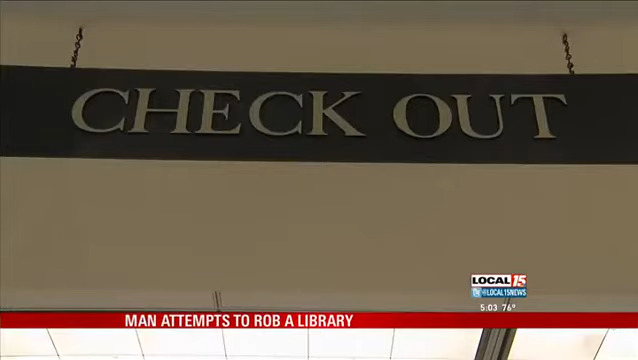 CHECK OUT
LOCAL 15
@LOCAL15NEWS
5:03 76°
MAN ATTEMPTS TO ROB A LIBRARY